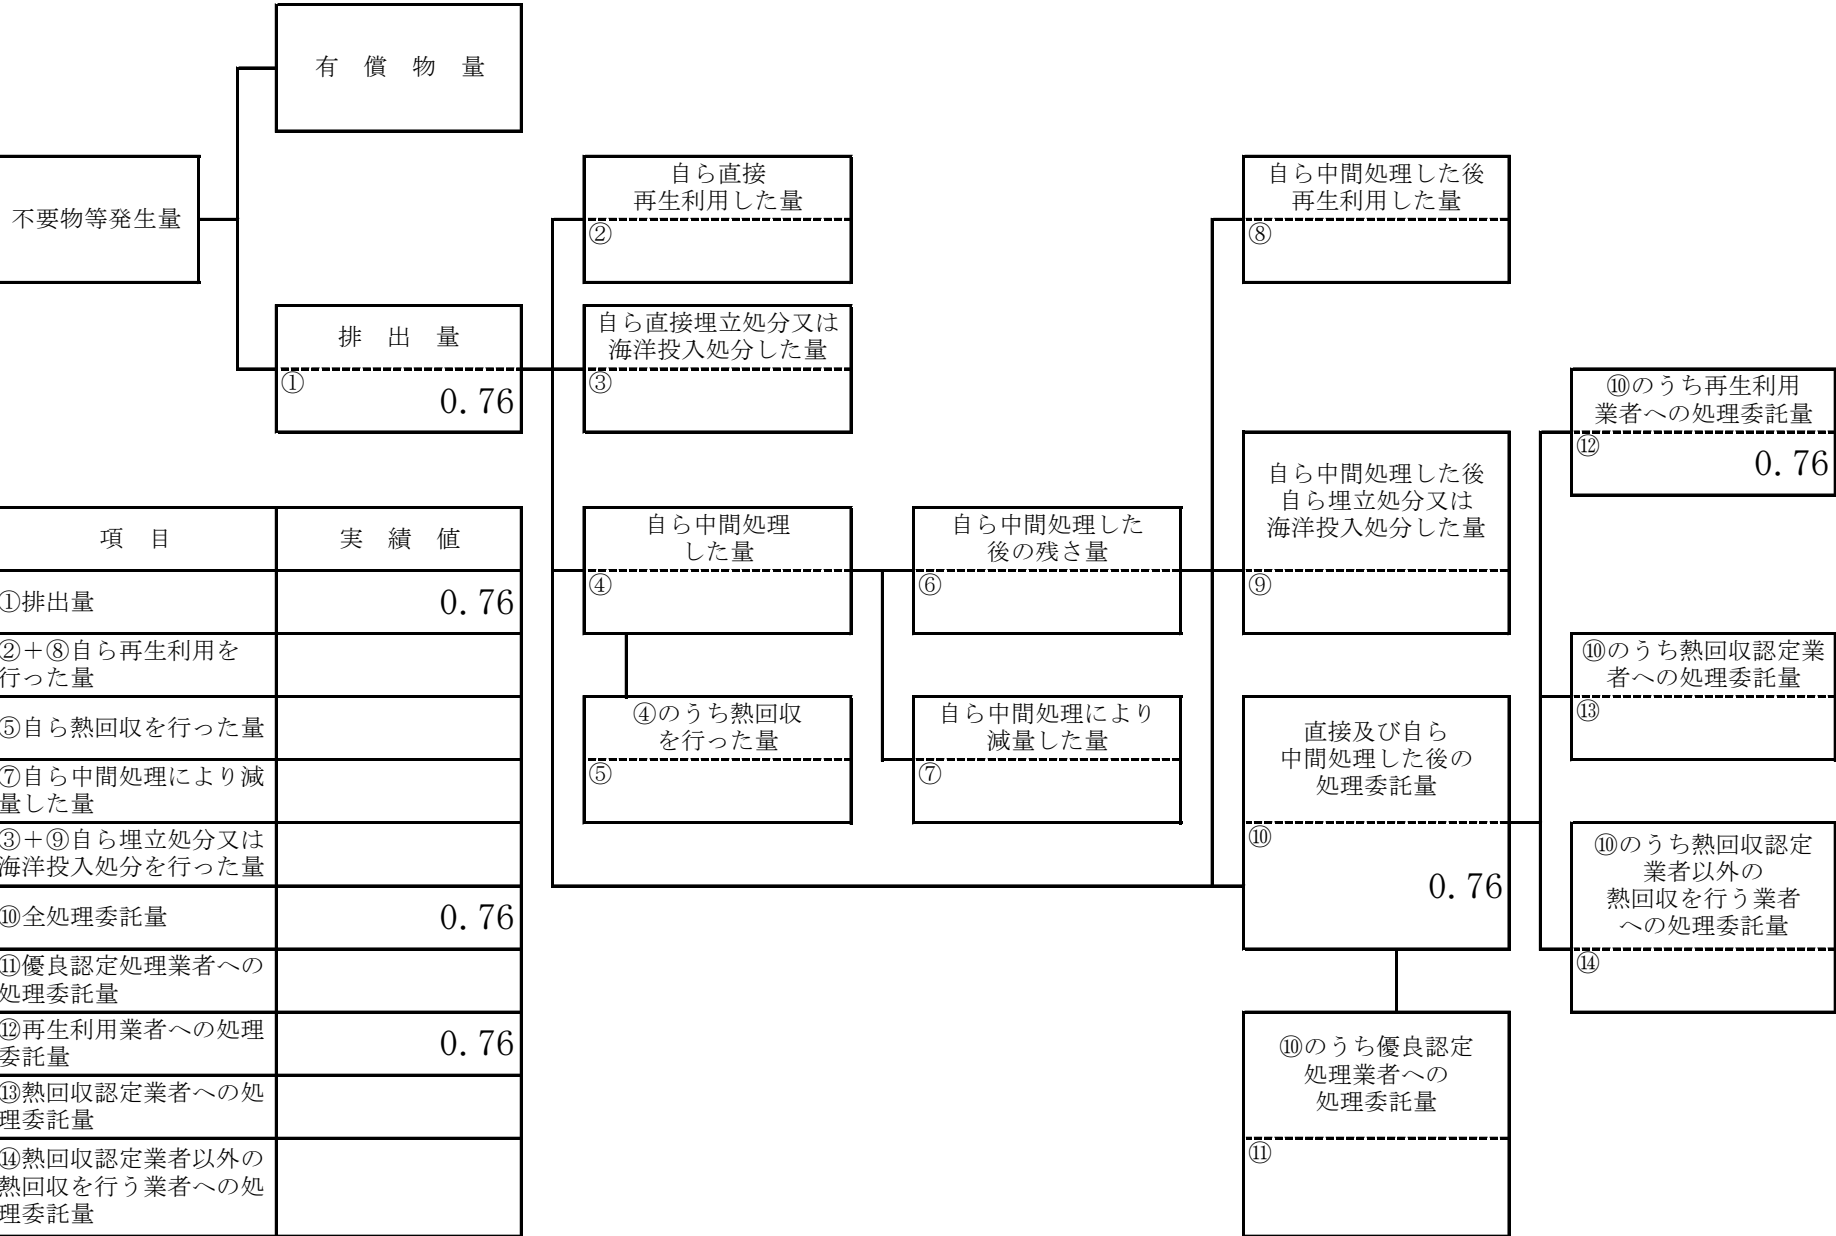 有　償　物　量
不要物等発生量
自ら直接
再生利用した量
②
自ら中間処理した後
再生利用した量
⑧
排　出　量
①
0.76
自ら直接埋立処分又は
海洋投入処分した量
③
⑩のうち再生利用
業者への処理委託量
⑫
0.76
自ら中間処理
した量
④
自ら中間処理した
後の残さ量
⑥
自ら中間処理した後
自ら埋立処分又は
海洋投入処分した量
⑨
⑩のうち熱回収認定業
者への処理委託量
⑬
④のうち熱回収
を行った量
⑤
自ら中間処理により
減量した量
⑦
直接及び自ら
中間処理した後の
処理委託量
⑩
0.76
⑩のうち熱回収認定
業者以外の
熱回収を行う業者
への処理委託量
⑭
⑩のうち優良認定
処理業者への
処理委託量
⑪
項　目
実　績　値
①排出量
0.76
②＋⑧自ら再生利用を
行った量
⑤自ら熱回収を行った量
⑦自ら中間処理により減
量した量
③＋⑨自ら埋立処分又は
海洋投入処分を行った量
⑩全処理委託量
0.76
⑪優良認定処理業者への
処理委託量
⑫再生利用業者への処理
委託量
0.76
⑬熱回収認定業者への処
理委託量
⑭熱回収認定業者以外の
熱回収を行う業者への処
理委託量